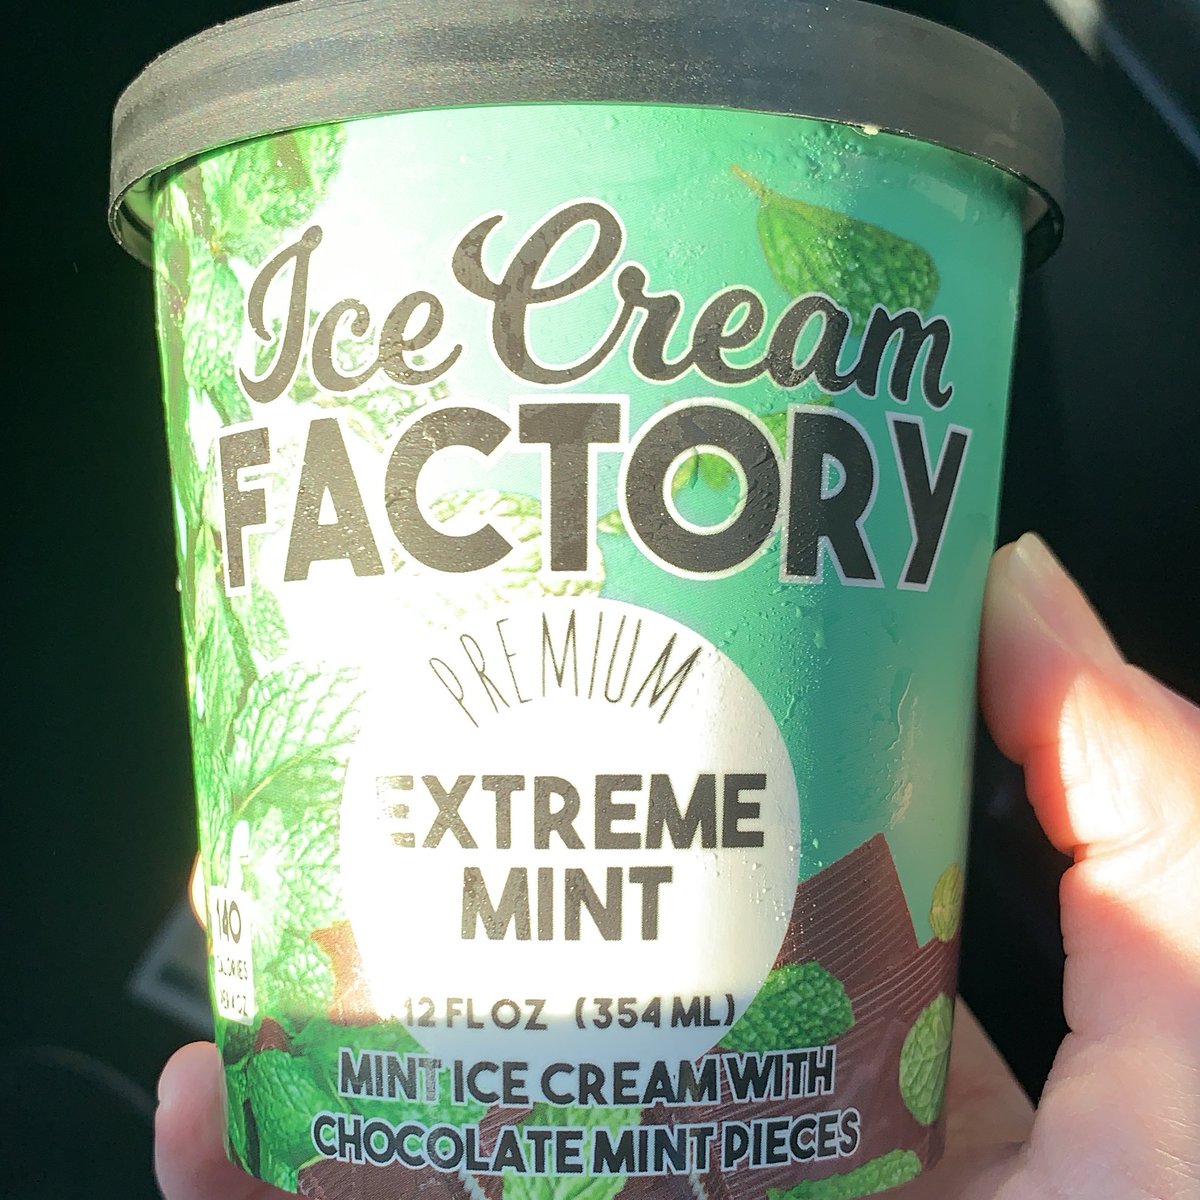 Ice Cream
FACTORY
PREMIUM
EXTREME
MINT
140
CALORIES
12 FL OZ (354 ML)
MINT ICE CREAM WITH
CHOCOLATE MINT PIECES